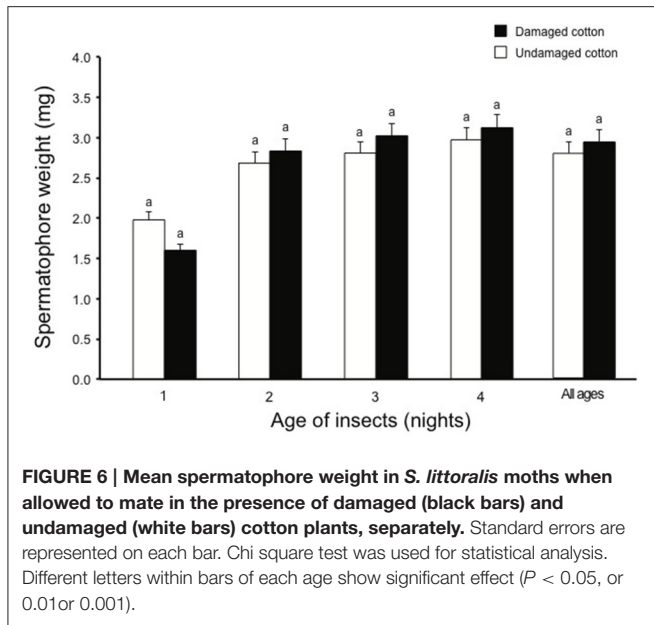 Damaged cotton
Undamaged cotton
4.0
3.5
3.0
2.5
2.0
1.5
1.0
0.5
0.0
Spermatophore weight (mg)
a
a
a
a
a
a
a
a
a
a
1
2
3
4
All ages
Age of insects (nights)
FIGURE 6 | Mean spermatophore weight in S. littoralis moths when
allowed to mate in the presence of damaged (black bars) and
undamaged (white bars) cotton plants, separately. Standard errors are
represented on each bar. Chi square test was used for statistical analysis.
Different letters within bars of each age show significant effect (P < 0.05, or
0.01or 0.001).